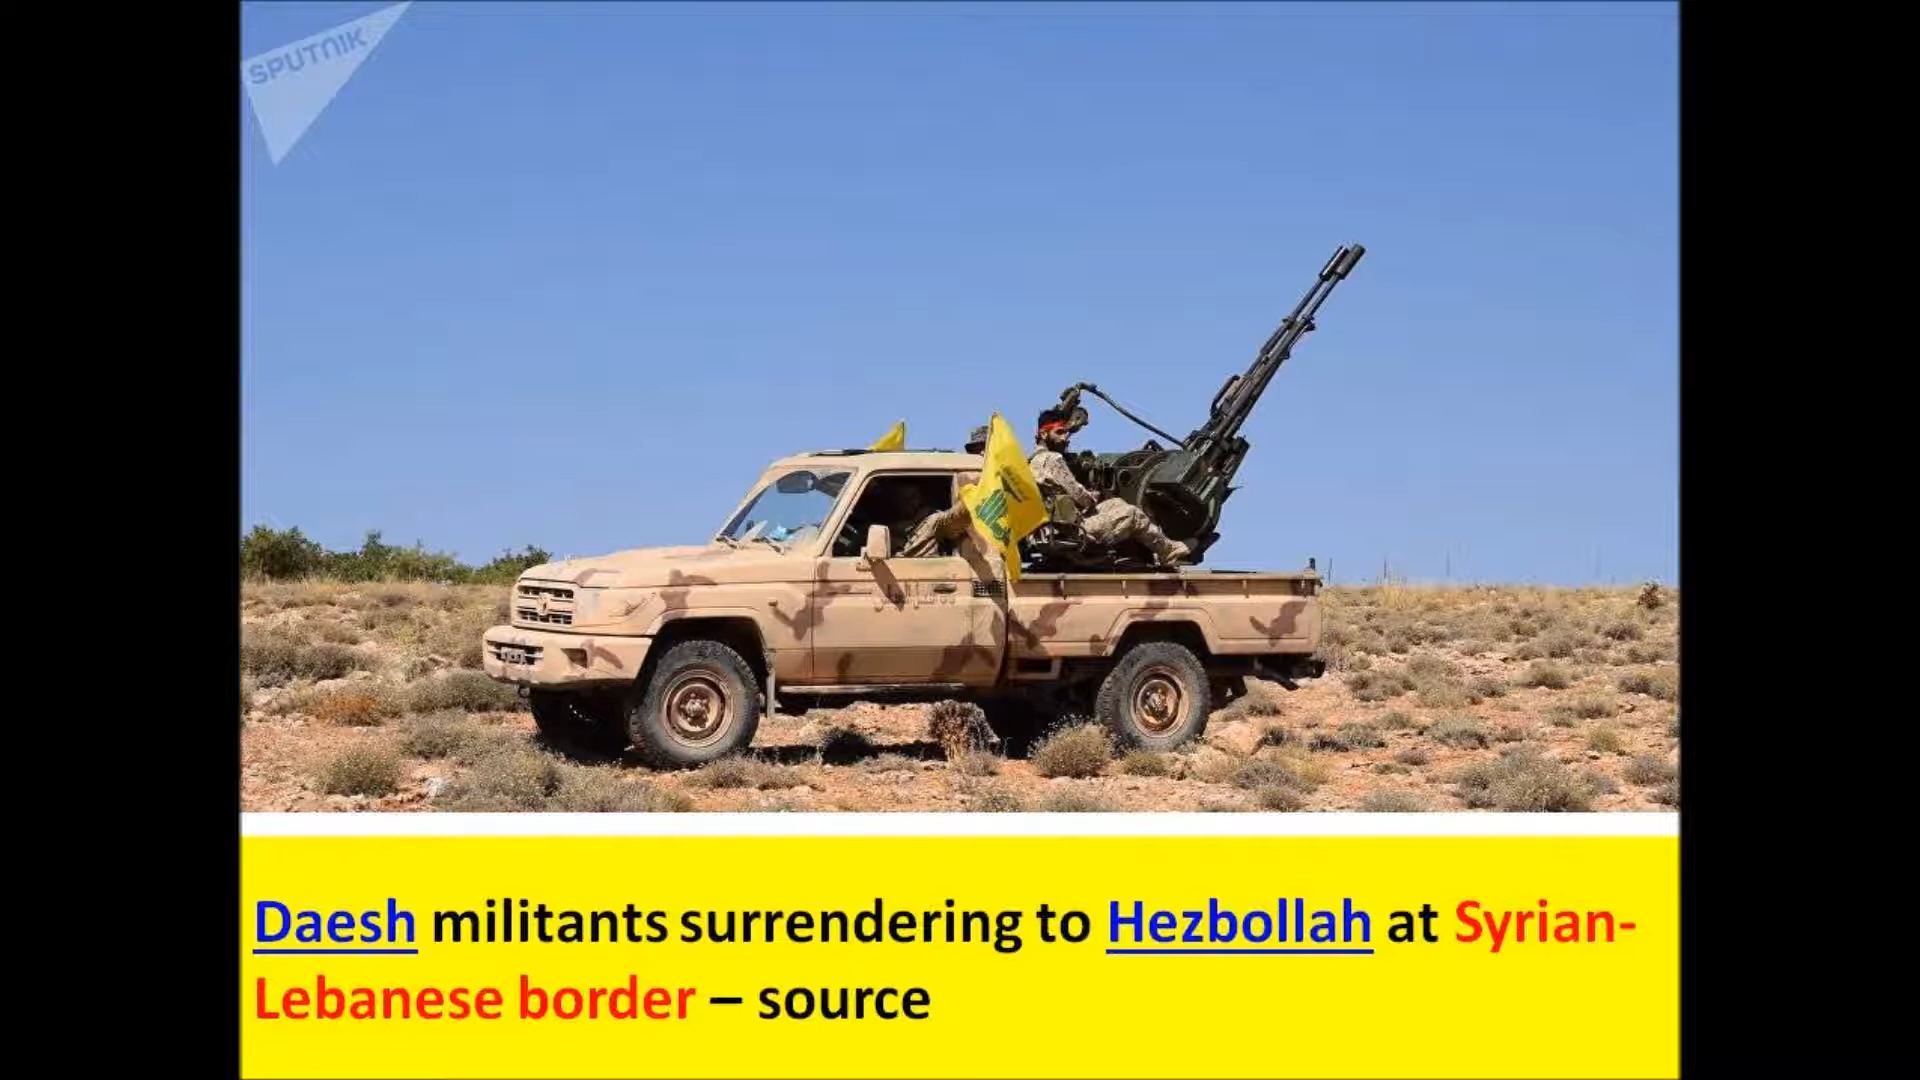 SPUTNIK
Daesh militants surrendering to Hezbollah at Syrian-
Lebanese border – source